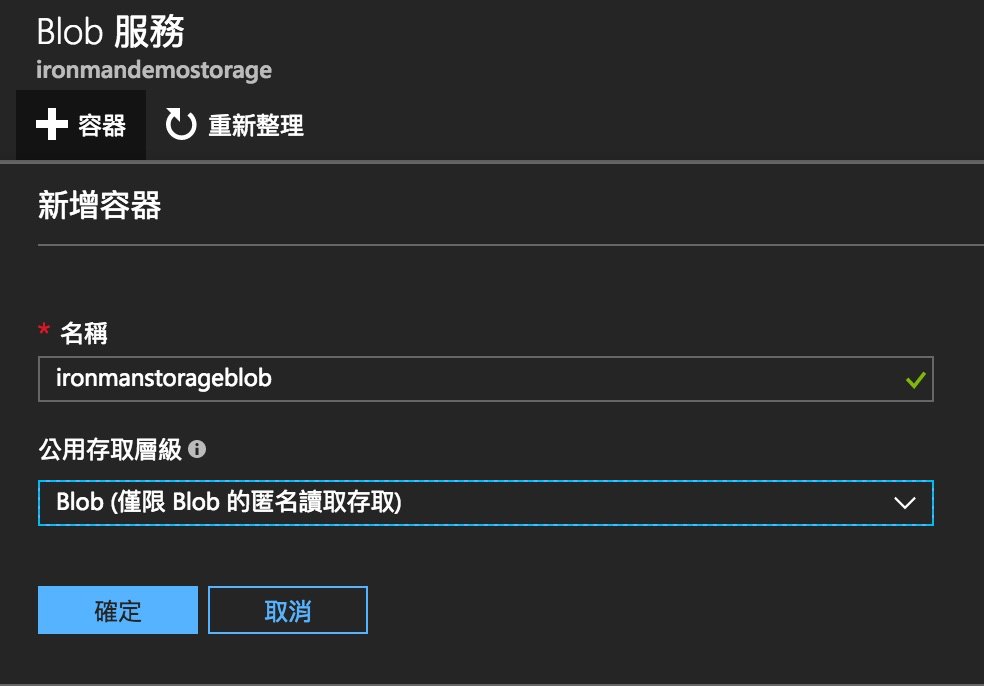 Blob 服務
ironmandemostorage
容器 重新整理
新增容器
* 名稱
ironmanstorageblob
公用存取層級
Blob (僅限 Blob 的匿名讀取存取)
確定 取消